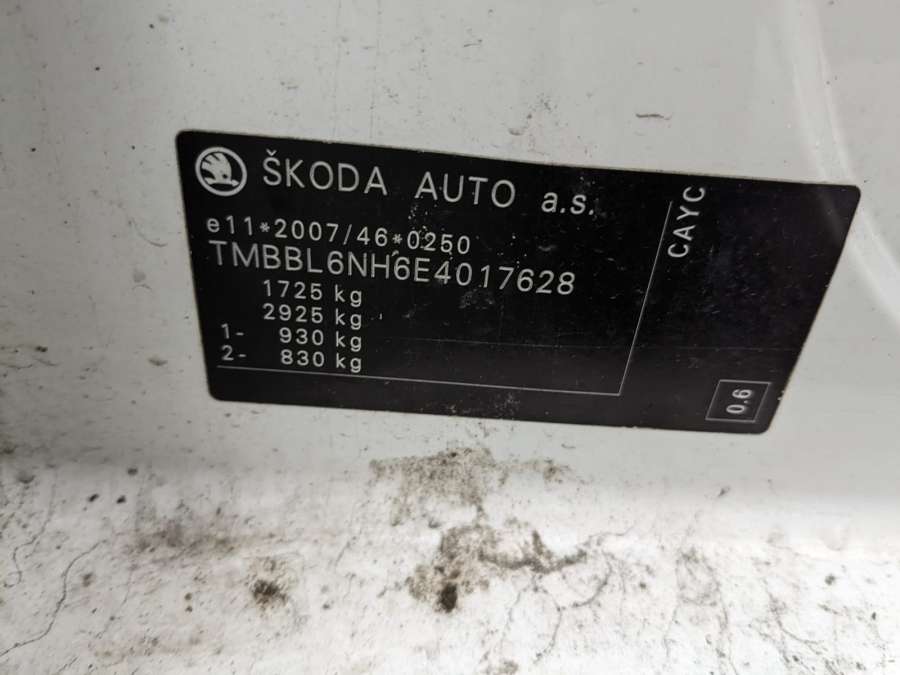 ŠKODA AUTO a.s.
e11*2007/46*0250
TMBBL6NH6E4017628
1725 kg
2925 kg
1- 930 kg
2- 830 kg
CAYC
0.6